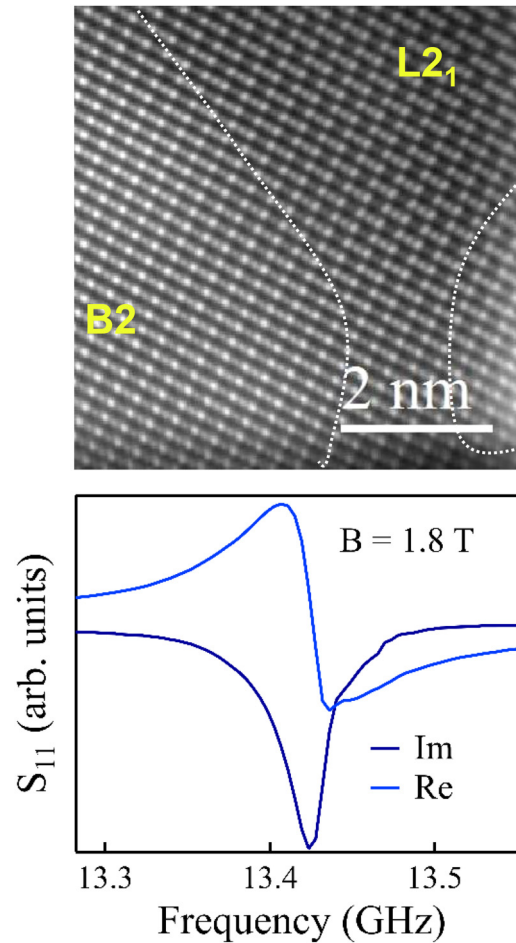 L2₁
B2
2 nm
B = 1.8 T
S₁₁ (arb. units)
Im
Re
13.3 13.4 13.5
Frequency (GHz)